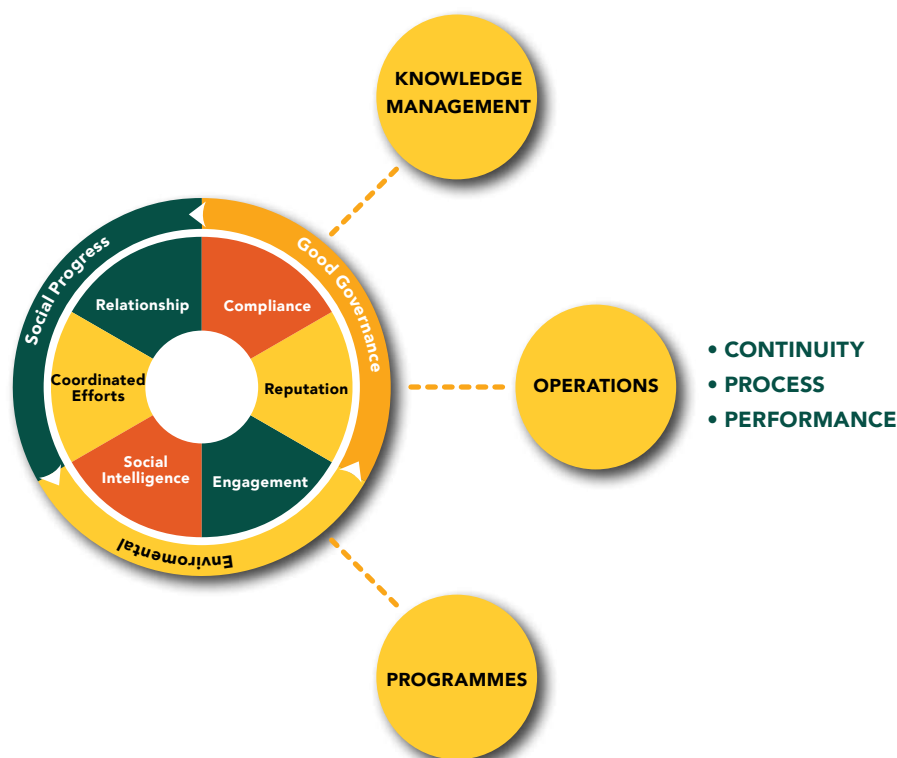 KNOWLEDGE
MANAGEMENT
Social Progress
Good Governance
Relationship
Compliance
Coordinated
Efforts
Reputation
Social
Intelligence
Engagement
Enviromental
OPERATIONS
• CONTINUITY
• PROCESS
• PERFORMANCE
PROGRAMMES